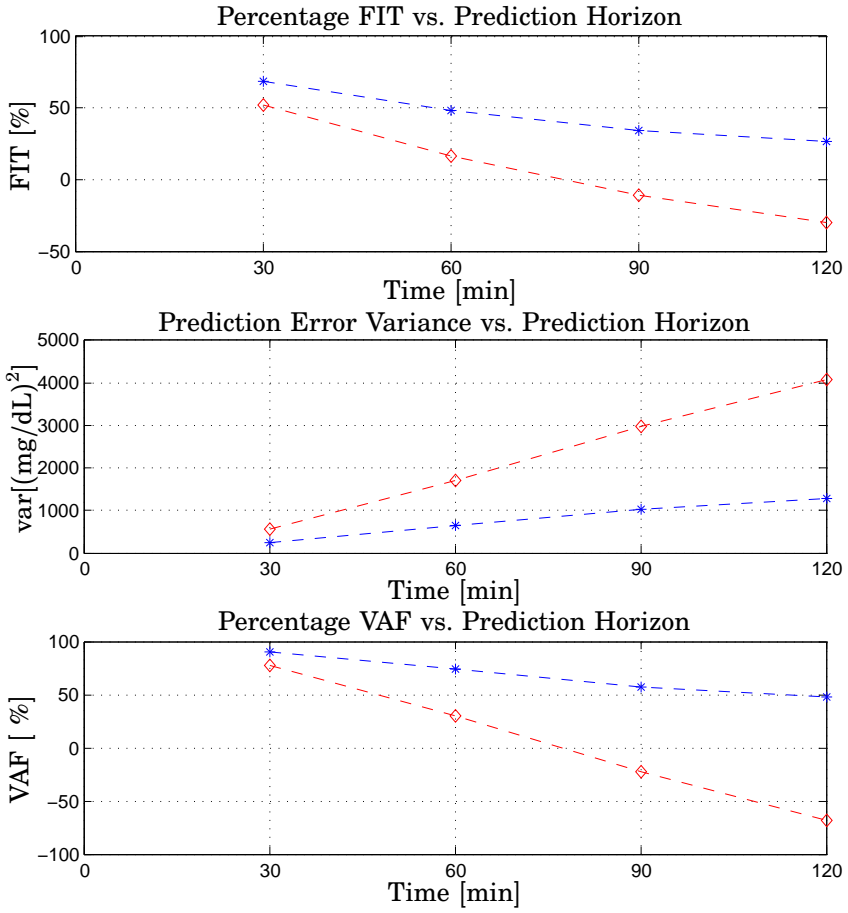 Percentage FIT vs. Prediction Horizon
100
50
0
−50
FIT [%]
0 30 60 90 120
Time [min]
Prediction Error Variance vs. Prediction Horizon
5000
4000
3000
2000
1000
0
var[(mg/dL)²]
0 30 60 90 120
Time [min]
Percentage VAF vs. Prediction Horizon
100
50
0
−50
−100
VAF [ %]
0 30 60 90 120
Time [min]